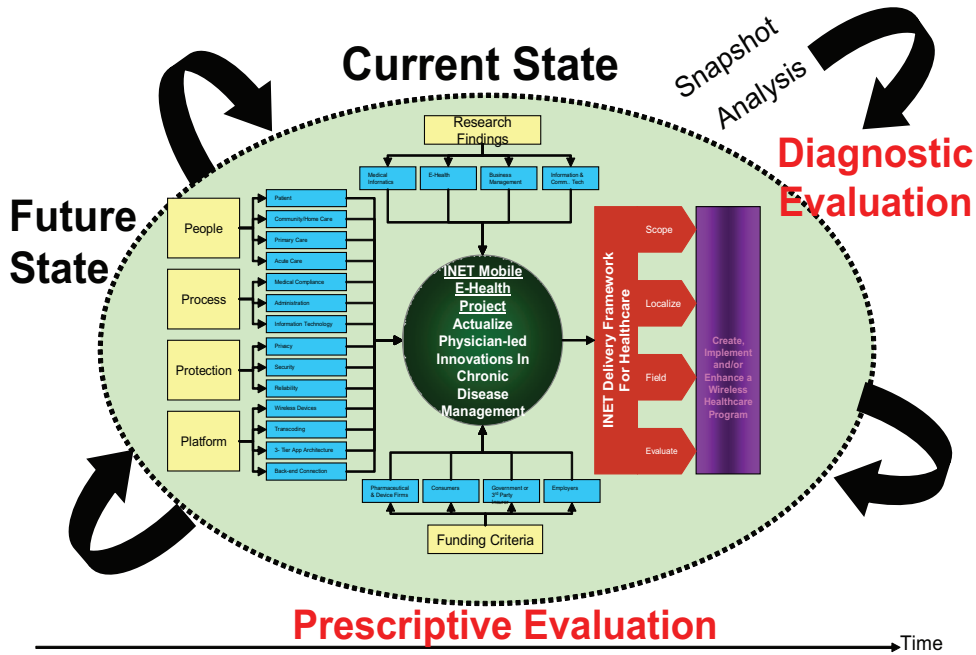 Current State
Snapshot
Analysis
Diagnostic
Evaluation
Future
State
Research
Findings
Medical
Informatics
E-Health
Business
Management
Information &
Comm.. Tech
People
Process
Protection
Platform
Patient
Community/Home Care
Primary Care
Acute Care
Medical Compliance
Administration
Information Technology
Privacy
Security
Reliability
Wireless Devices
Transcoding
3- Tier App Architecture
Back-end Connection
INET Mobile
E-Health
Project
Actualize
Physician-led
Innovations In
Chronic
Disease
Management
INET Delivery Framework
For Healthcare
Scope
Localize
Field
Evaluate
Create,
Implement
and/or
Enhance a
Wireless
Healthcare
Program
Pharmaceutical
& Device Firms
Consumers
Government or
3rd Party
Employers
Funding Criteria
Prescriptive Evaluation
Time